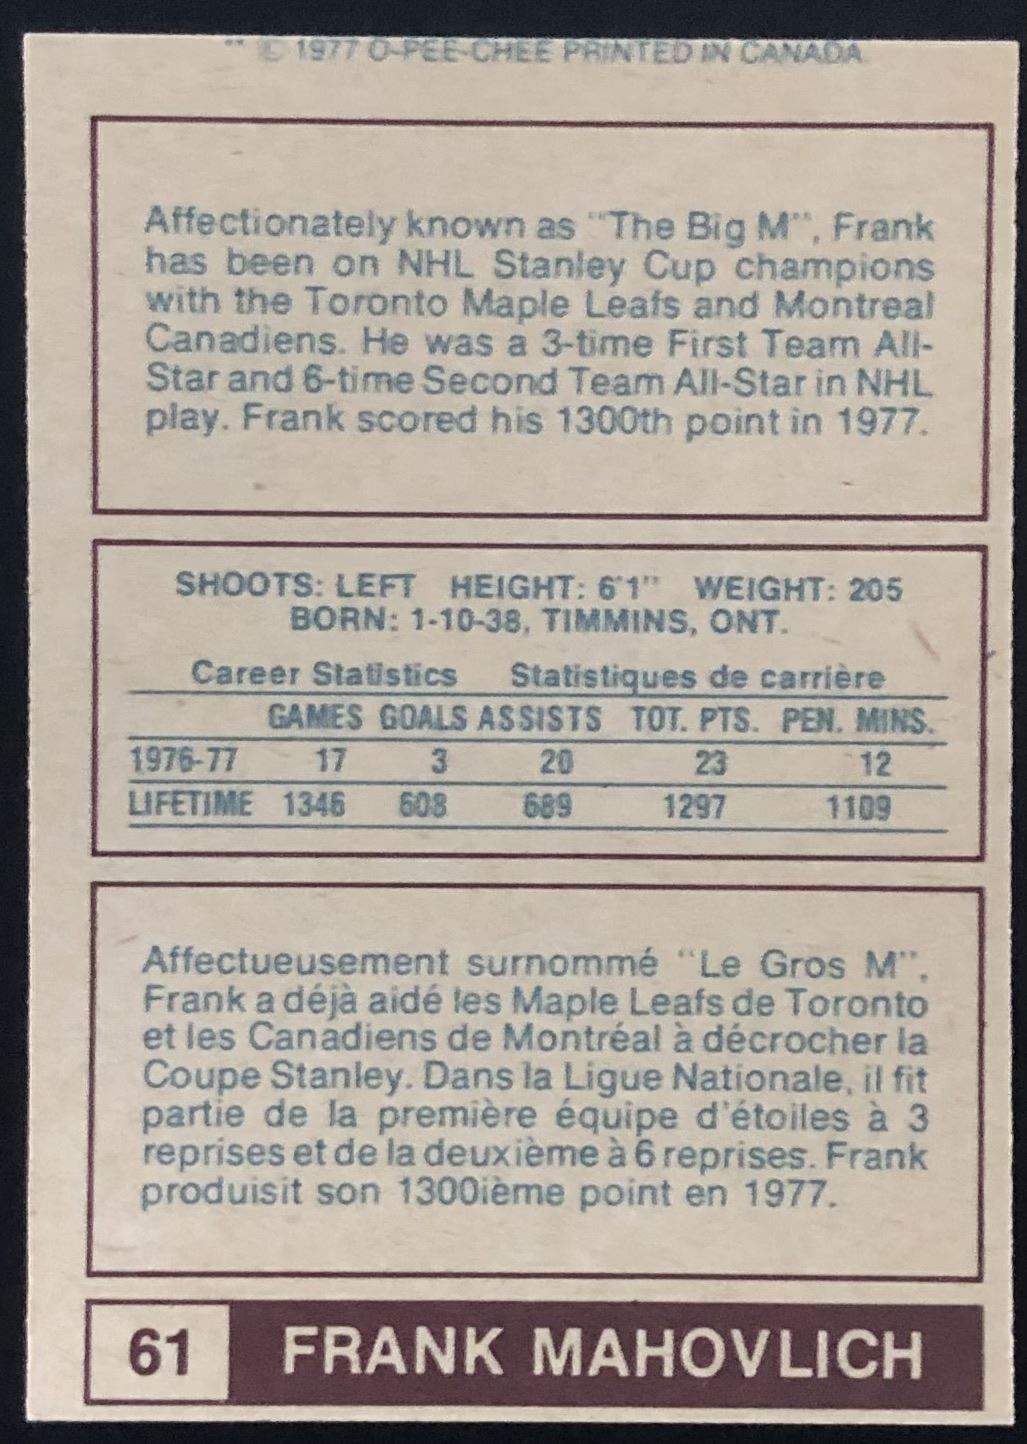 ** © 1977 O-PEE-CHEE PRINTED IN CANADA
Affectionately known as "The Big M", Frank
has been on NHL Stanley Cup champions
with the Toronto Maple Leafs and Montreal
Canadiens. He was a 3-time First Team All-
Star and 6-time Second Team All-Star in NHL
play. Frank scored his 1300th point in 1977.
SHOOTS: LEFT HEIGHT: 6'1" WEIGHT: 205
BORN: 1-10-38, TIMMINS, ONT.
Career Statistics Statistiques de carrière
GAMES GOALS ASSISTS TOT. PTS. PEN. MINS.
1976-77 17 3 20 23 12
LIFETIME 1346 608 689 1297 1109
Affectueusement surnommé "Le Gros M",
Frank a déjà aidé les Maple Leafs de Toronto
et les Canadiens de Montréal à décrocher la
Coupe Stanley. Dans la Ligue Nationale, il fit
partie de la première équipe d'étoiles à 3
reprises et de la deuxième à 6 reprises. Frank
produisit son 1300ième point en 1977.
61 FRANK MAHOVLICH